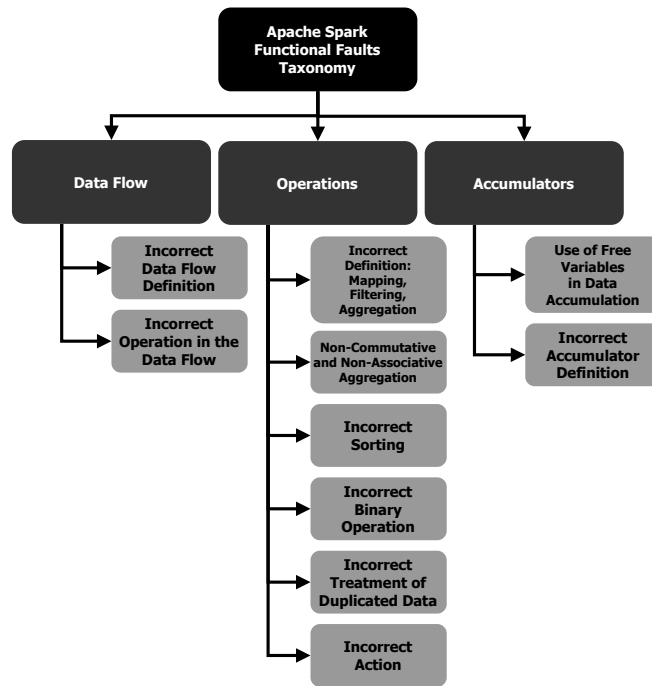 Apache Spark
Functional Faults
Taxonomy
Data Flow
Operations
Accumulators
Incorrect
Data Flow
Definition
Incorrect
Operation in the
Data Flow
Incorrect
Definition:
Mapping,
Filtering,
Aggregation
Non-Commutative
and Non-Associative
Aggregation
Incorrect
Sorting
Incorrect
Binary
Operation
Incorrect
Treatment of
Duplicated Data
Incorrect
Action
Use of Free
Variables
in Data
Accumulation
Incorrect
Accumulator
Definition